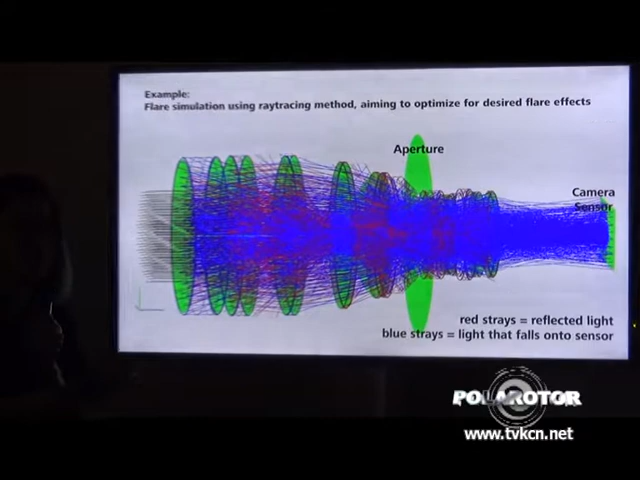 Example:
Flare simulation using raytracing method, aiming to optimize for desired flare effects
Aperture
Camera
Sensor
red strays = reflected light
blue strays = light that falls onto sensor
POLAROTOR
www.tvkcn.net